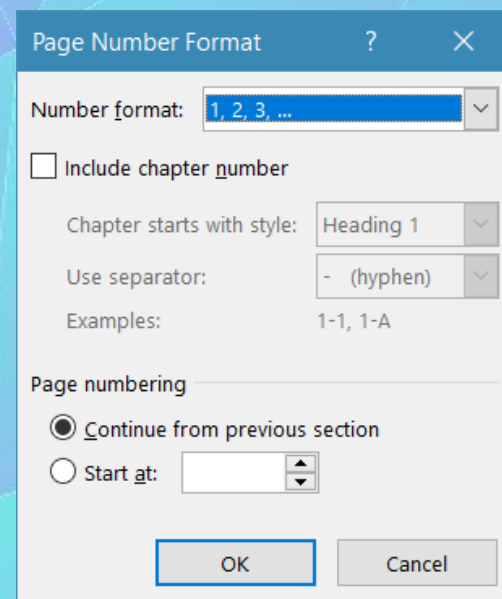 Page Number Format ? ×
Number format: 1, 2, 3, ...
Include chapter number
Chapter starts with style: Heading 1
Use separator: - (hyphen)
Examples: 1-1, 1-A
Page numbering
Continue from previous section
Start at:
OK Cancel